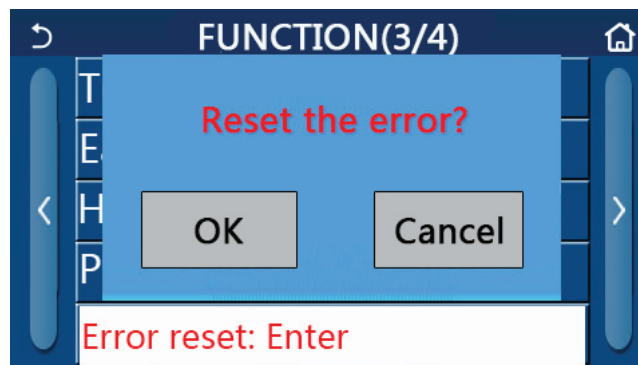 FUNCTION(3/4)
T
Reset the error?
E
H
OK
Cancel
P
Error reset: Enter